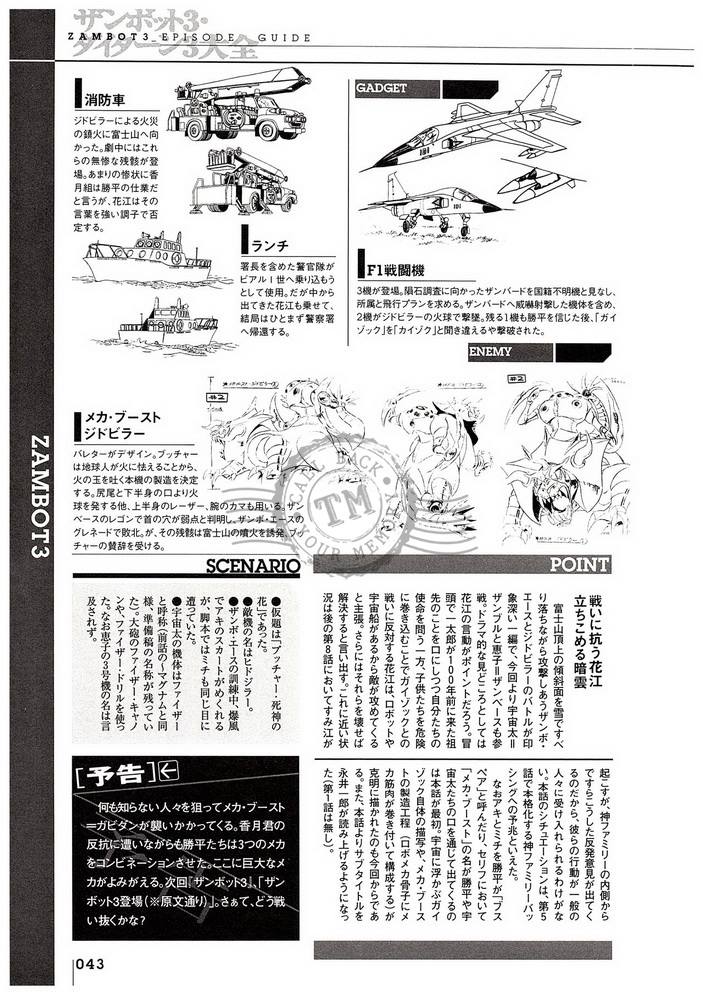 ザンボット3・
ダイターン3大全
ZAMBOT3_EPISODE GUIDE
消防車
ジドビラーによる火災
の鎮火に富士山へ向
かった。劇中にはこれ
らの無惨な残骸が登
場。あまりの惨状に香
月組は勝平の仕業だ
と言うが、花江はその
言葉を強い調子で否
定する。
ランチ
署長を含めた警官隊が
ビアルⅠ世へ乗り込もう
として使用。だが中から
出てきた花江も乗せて、
結局はひとまず警察署
へ帰還する。
GADGET
F1戦闘機
3機が登場。隕石調査に向かったザンバードを国籍不明機と見なし、
所属と飛行プランを求める。ザンバードへ威嚇射撃した機体を含め、
2機がジドビラーの火球で撃墜。残る1機も勝平を信じた後、「ガイ
ゾック」を「カイゾク」と聞き違えるや撃破された。
ENEMY
メカ・ブースト
ジドビラー
バレターがデザイン。ブッチャー
は地球人が火に怯えることから、
火の玉を吐く本機の製造を決定
する。尻尾と下半身の口より火
球を発する他、上半身のレーザー、腕のカマも用いる。ザン
ベースのレゴンで首の穴が弱点と判明し、ザンボ・エースの
グレネードで敗北。が、その残骸は富士山の噴火を誘発、ブッ
チャーの賛辞を受ける。
#2
#2
CAST BACK
TM
YOUR MEMORY
ZAMBOT3
SCENARIO
●仮題は「ブッチャー・死神の
花」であった。
●敵機の名はヒドジラー。
●ザンボ・エースの訓練中、爆風
でアキのスカートがめくれる
が、脚本ではミチも同じ目に
遭っていた。
●宇宙太の機体はファイザー
と呼称(前話の〜マグナムと同
様、準備稿の名称が残ってい
た)。大砲のファイザー・キャノ
ンや、ファイザー・ドリルを使っ
た。なお恵子の3号機の名は言
及されず。
POINT
戦いに抗う花江
立ちこめる暗雲
富士山頂上の傾斜面を雪ですべ
り落ちながら攻撃しあうザンボ・
エースとジドビラーのバトルが印
象深い一編で、今回より宇宙太=
ザンブルと恵子=ザンベースも参
戦。ドラマ的な見どころとしては
花江の言動がポイントだろう。冒
頭で一太郎が100年前に来た祖
先のことを口にしつつ自分たちの
使命を問う一方、子供たちを危険
に巻き込むことでガイゾックとの
戦いに反対する花江は、ロボットや
宇宙船があるから敵が攻めてくる
と主張。さらにはそれらを壊せば
解決すると言い出す。これに近い状
況は後の第8話においてすみ江が
起こすが、神ファミリーの内側から
ですらこうした反発意見が出てく
るのだから、彼らの行動が一般の
人々に受け入れられるわけがな
い。本話のシチュエーションは、第5
話で本格化する神ファミリーバッ
シングへの予兆といえた。
なおアキとミチを勝平が「ブス
ペア」と呼んだり、セリフにおいて
「メカ・ブースト」の名が勝平や宇
宙太たちの口を通じて出てくるの
は本話が最初。宇宙に浮かぶガイ
ゾック自体の描写や、メカ・ブース
トの製造工程(ロボメカ骨子にメ
カ筋肉が巻き付いて構成する)が
克明に描かれたのも今回からであ
る。また、本話よりサブタイトルを
永井一郎が読み上げるようになっ
た(第1話は無し)。
【予告】
何も知らない人々を狙ってメカ・ブースト
=ガビダンが襲いかかってくる。香月君の
反抗に遭いながらも勝平たちは3つのメカ
をコンビネーションさせた。ここに巨大なメ
カがよみがえる。次回『ザンボット3』、「ザン
ボット3登場(※原文通り)」。さぁて、どう戦
い抜くかな?
043